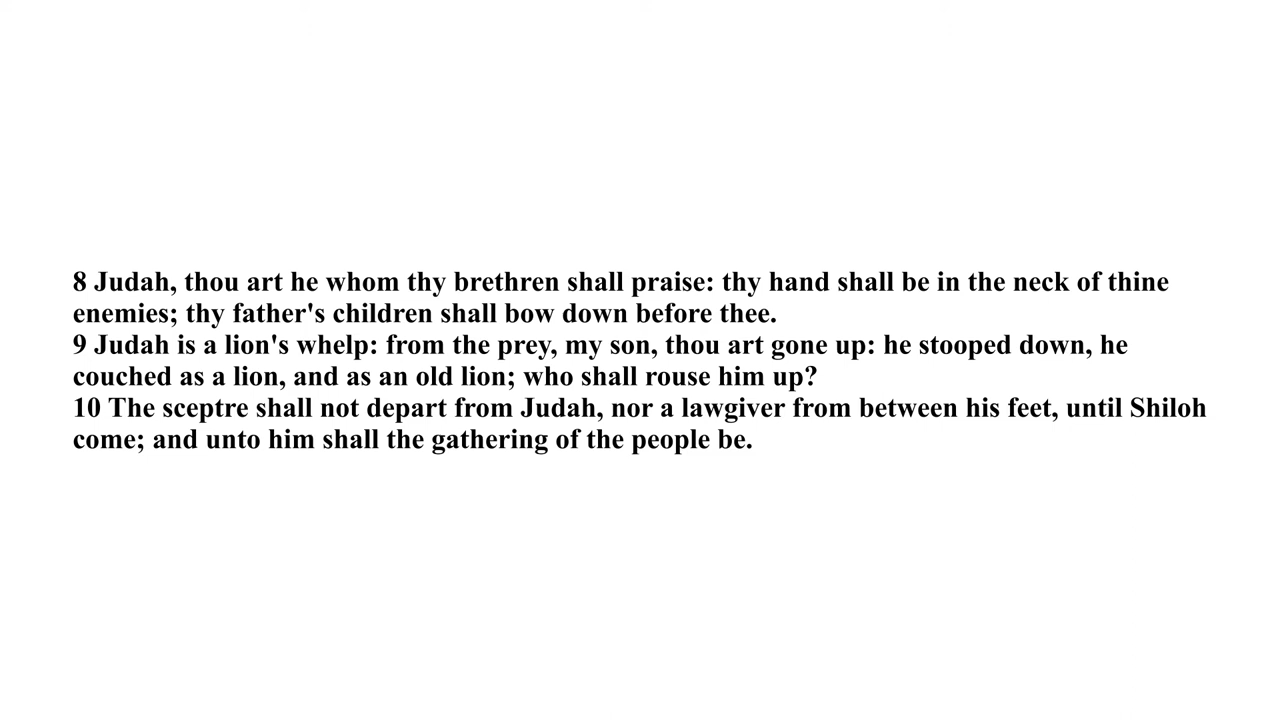 8 Judah, thou art he whom thy brethren shall praise: thy hand shall be in the neck of thine
enemies; thy father's children shall bow down before thee.
9 Judah is a lion's whelp: from the prey, my son, thou art gone up: he stooped down, he
couched as a lion, and as an old lion; who shall rouse him up?
10 The sceptre shall not depart from Judah, nor a lawgiver from between his feet, until Shiloh
come; and unto him shall the gathering of the people be.